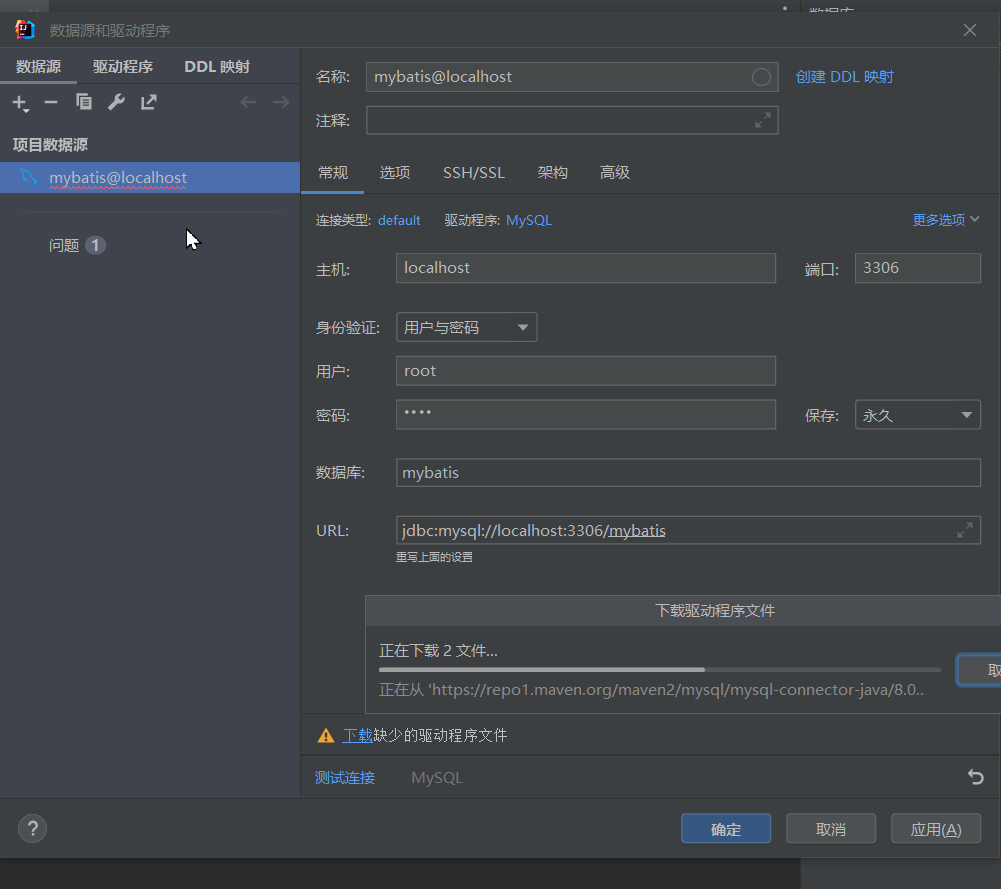 数据源和驱动程序
数据源 驱动程序 DDL 映射
项目数据源
mybatis@localhost
问题 1
名称: mybatis@localhost 创建 DDL 映射
注释:
常规 选项 SSH/SSL 架构 高级
连接类型: default 驱动程序: MySQL 更多选项
主机: localhost 端口: 3306
身份验证: 用户与密码
用户: root
密码: •••• 保存: 永久
数据库: mybatis
URL: jdbc:mysql://localhost:3306/mybatis
重写上面的设置
下载驱动程序文件
正在下载 2 文件...
取
正在从 'https://repo1.maven.org/maven2/mysql/mysql-connector-java/8.0..
下载缺少的驱动程序文件
测试连接 MySQL
? 确定 取消 应用(A)